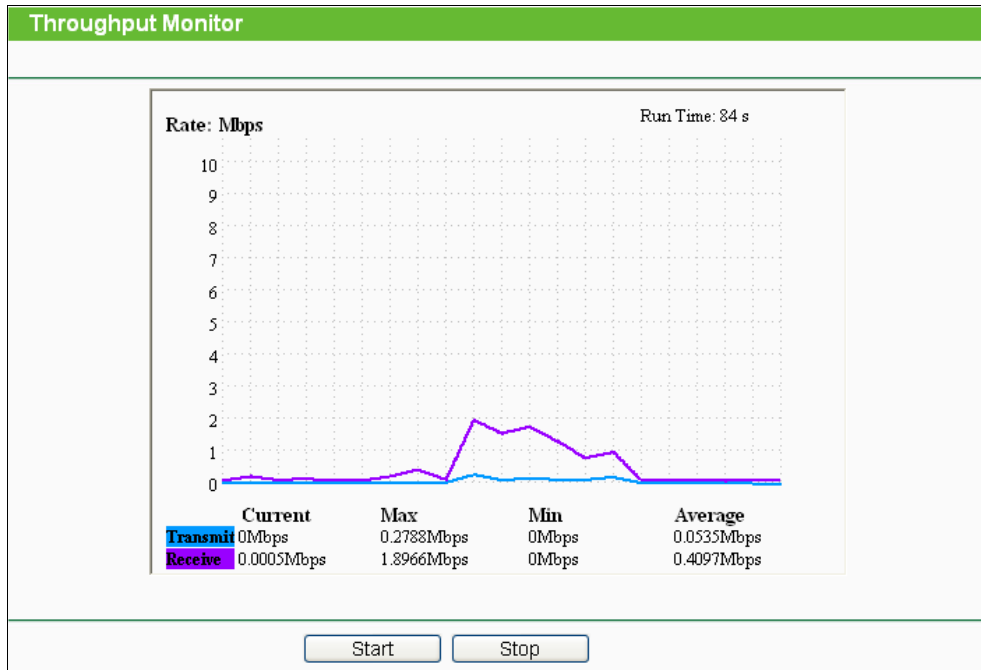 Throughput Monitor
Rate: Mbps
Run Time: 84 s
10
9
8
7
6
5
4
3
2
1
0
Current Max Min Average
Transmit 0Mbps 0.2788Mbps 0Mbps 0.0535Mbps
Receive 0.0005Mbps 1.8966Mbps 0Mbps 0.4097Mbps
Start Stop